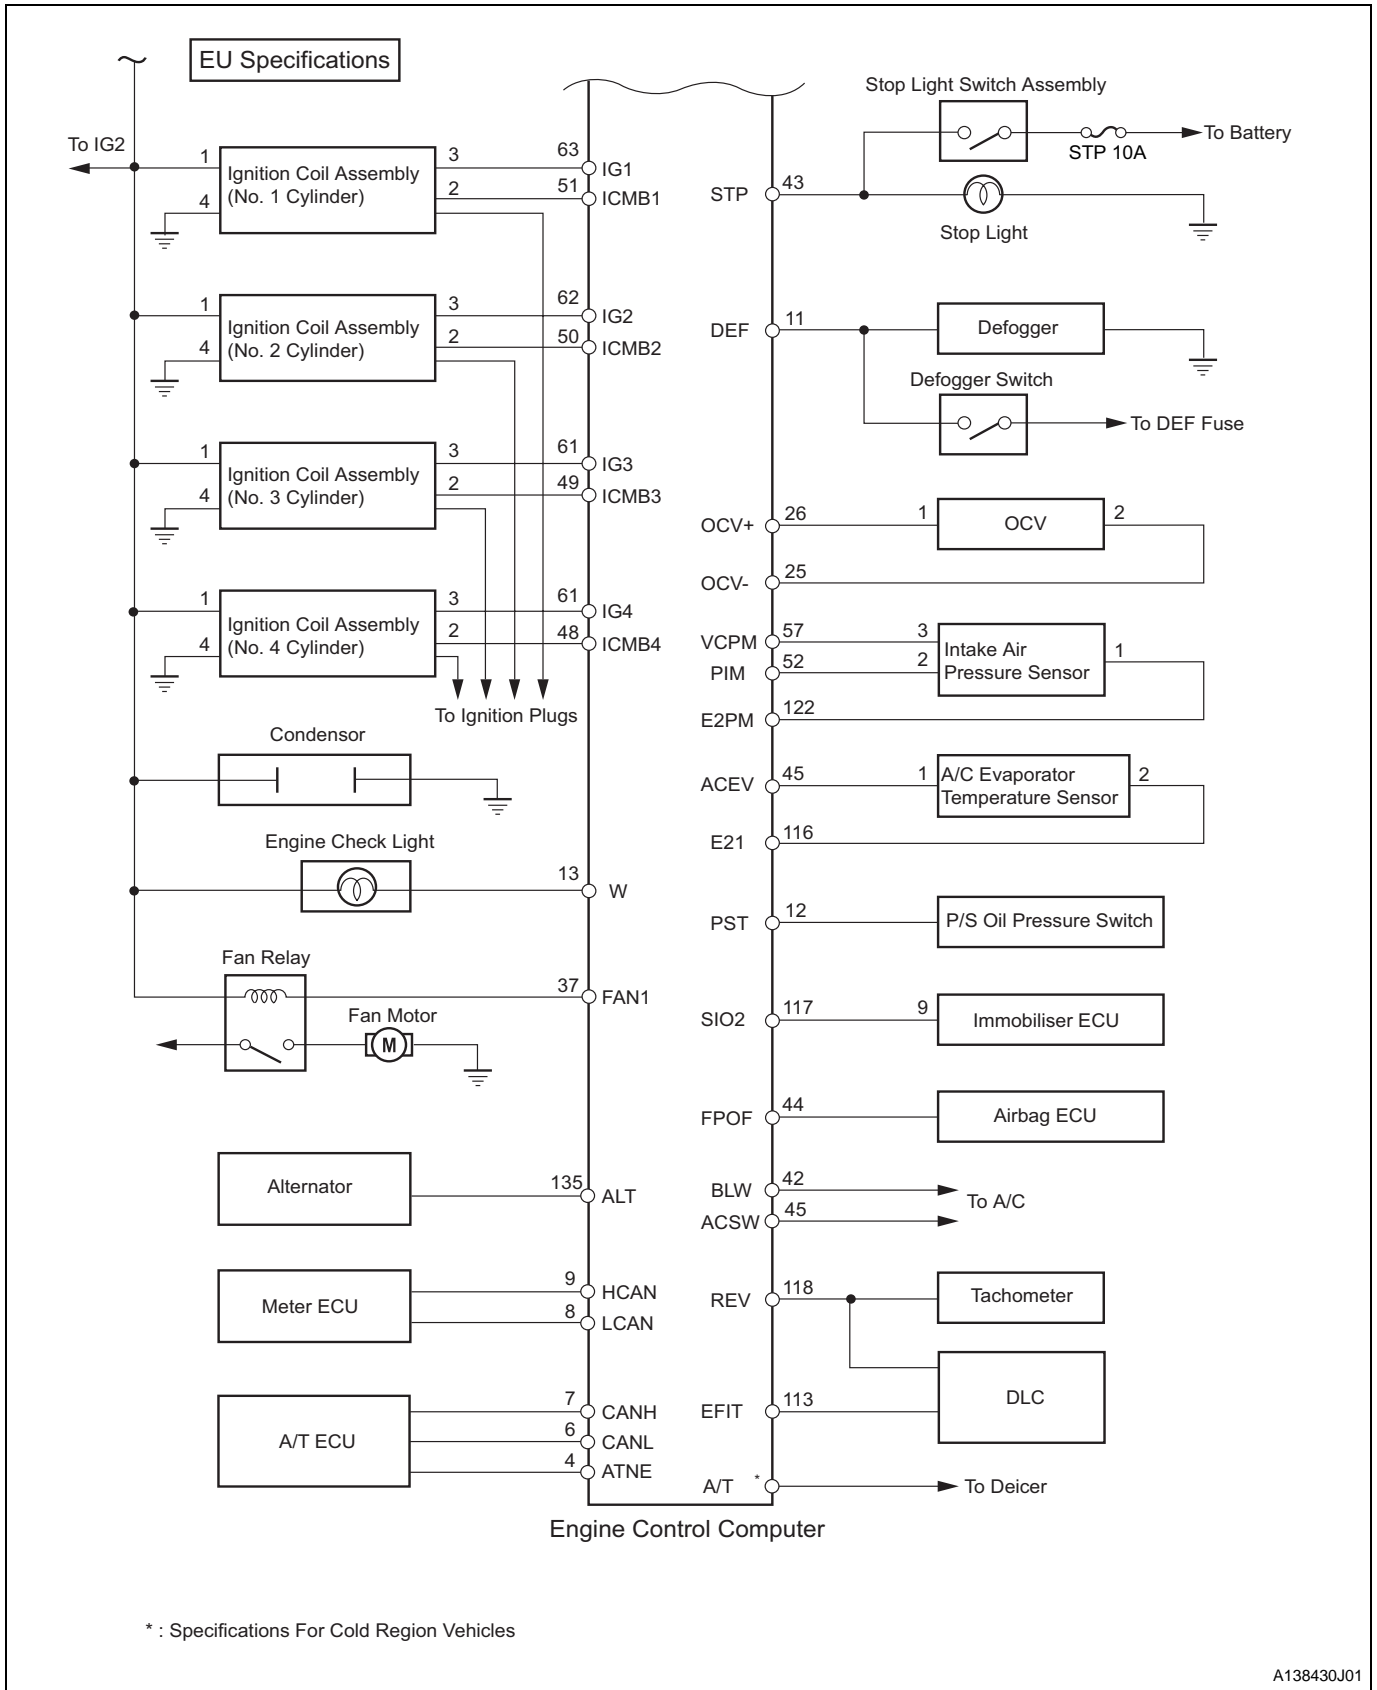 EU Specifications
To IG2
1
Ignition Coil Assembly
(No. 1 Cylinder)
4
3
2
63
IG1
51
ICMB1
1
Ignition Coil Assembly
(No. 2 Cylinder)
4
3
2
62
IG2
50
ICMB2
1
Ignition Coil Assembly
(No. 3 Cylinder)
4
3
2
61
IG3
49
ICMB3
1
Ignition Coil Assembly
(No. 4 Cylinder)
4
3
2
61
IG4
48
ICMB4
To Ignition Plugs
Condensor
Engine Check Light
13
W
Fan Relay
37
FAN1
Fan Motor
M
Alternator
135
ALT
Meter ECU
9
HCAN
8
LCAN
A/T ECU
7
CANH
6
CANL
4
ATNE
Stop Light Switch Assembly
To Battery
STP 10A
STP
43
Stop Light
DEF
11
Defogger
Defogger Switch
To DEF Fuse
OCV+
26
1
OCV
2
OCV-
25
VCPM
57
3
PIM
52
2
Intake Air
Pressure Sensor
1
E2PM
122
ACEV
45
1
A/C Evaporator
Temperature Sensor
2
E21
116
PST
12
P/S Oil Pressure Switch
SIO2
117
9
Immobiliser ECU
FPOF
44
Airbag ECU
BLW
42
ACSW
45
To A/C
REV
118
Tachometer
DLC
EFIT
113
A/T
*
To Deicer
Engine Control Computer
* : Specifications For Cold Region Vehicles
A138430J01